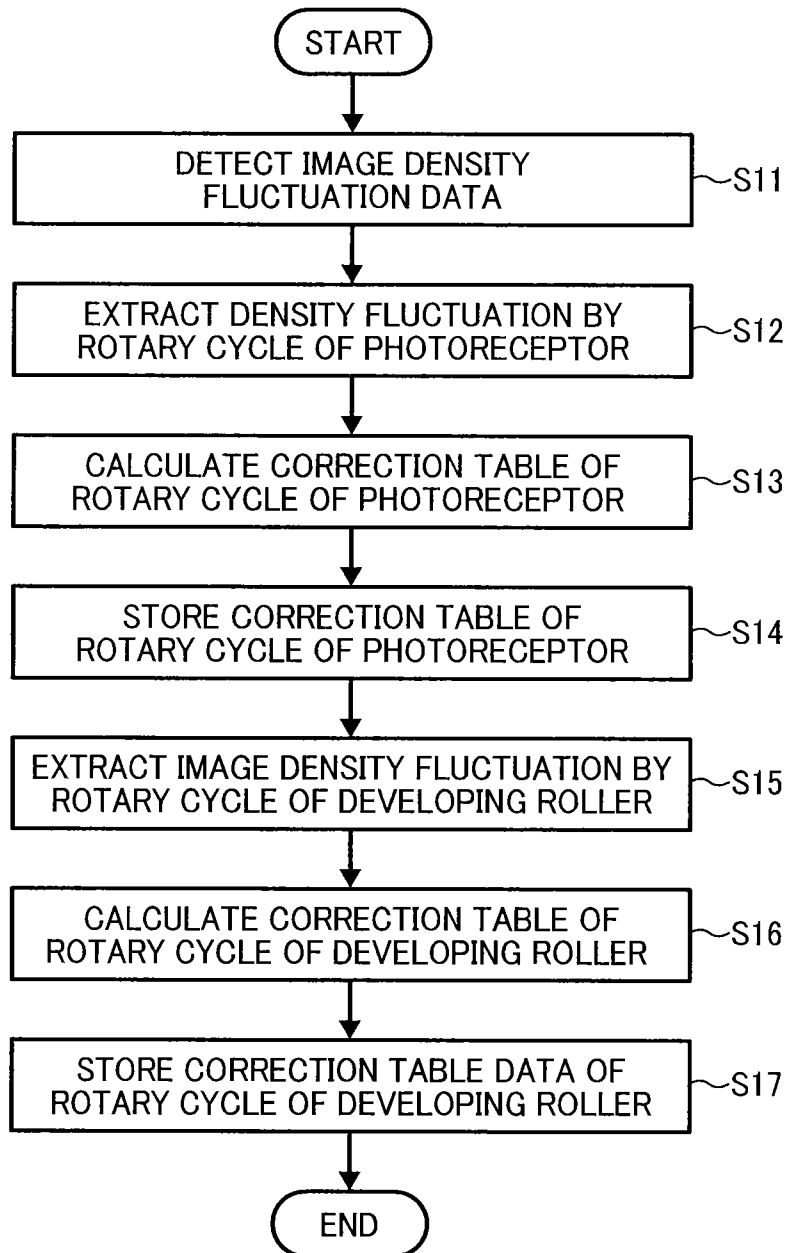 START
DETECT IMAGE DENSITY
FLUCTUATION DATA
S11
EXTRACT DENSITY FLUCTUATION BY
ROTARY CYCLE OF PHOTORECEPTOR
S12
CALCULATE CORRECTION TABLE OF
ROTARY CYCLE OF PHOTORECEPTOR
S13
STORE CORRECTION TABLE OF
ROTARY CYCLE OF PHOTORECEPTOR
S14
EXTRACT IMAGE DENSITY FLUCTUATION BY
ROTARY CYCLE OF DEVELOPING ROLLER
S15
CALCULATE CORRECTION TABLE OF
ROTARY CYCLE OF DEVELOPING ROLLER
S16
STORE CORRECTION TABLE DATA OF
ROTARY CYCLE OF DEVELOPING ROLLER
S17
END